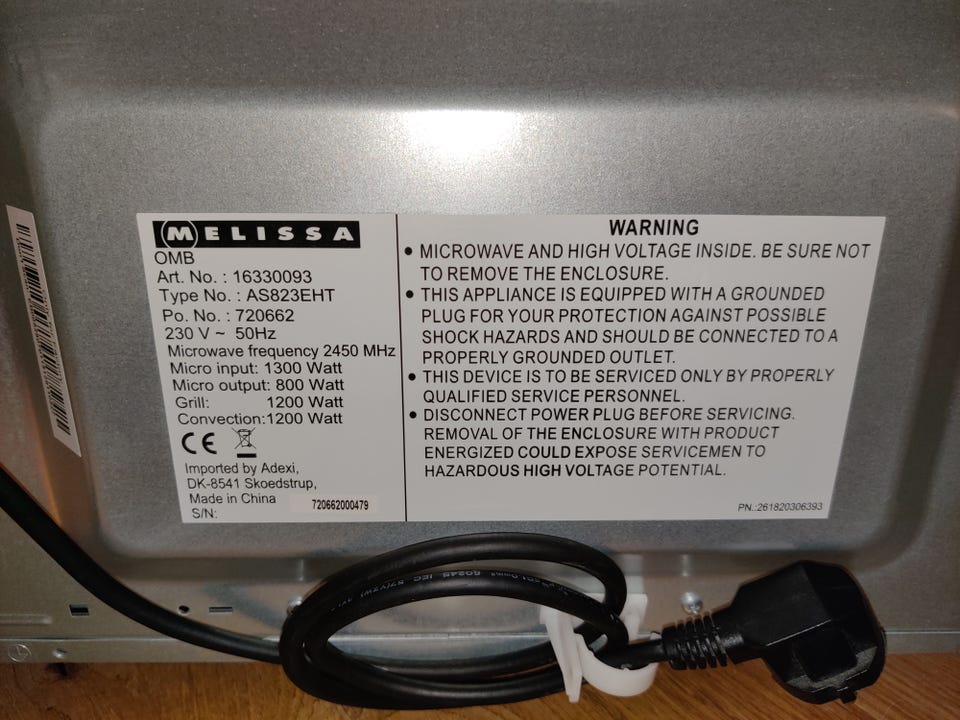 MELISSA
OMB
Art. No. : 16330093
Type No. : AS823EHT
Po. No. : 720662
230 V ~ 50Hz
Microwave frequency 2450 MHz
Micro input: 1300 Watt
Micro output: 800 Watt
Grill: 1200 Watt
Convection: 1200 Watt
CE
Imported by Adexi,
DK-8541 Skoedstrup,
Made in China
S/N: 720662000479
WARNING
• MICROWAVE AND HIGH VOLTAGE INSIDE. BE SURE NOT
TO REMOVE THE ENCLOSURE.
• THIS APPLIANCE IS EQUIPPED WITH A GROUNDED
PLUG FOR YOUR PROTECTION AGAINST POSSIBLE
SHOCK HAZARDS AND SHOULD BE CONNECTED TO A
PROPERLY GROUNDED OUTLET.
• THIS DEVICE IS TO BE SERVICED ONLY BY PROPERLY
QUALIFIED SERVICE PERSONNEL.
• DISCONNECT POWER PLUG BEFORE SERVICING.
REMOVAL OF THE ENCLOSURE WITH PRODUCT
ENERGIZED COULD EXPOSE SERVICEMEN TO
HAZARDOUS HIGH VOLTAGE POTENTIAL.
PN.:261820306393
60245 IEC 57(YZW)